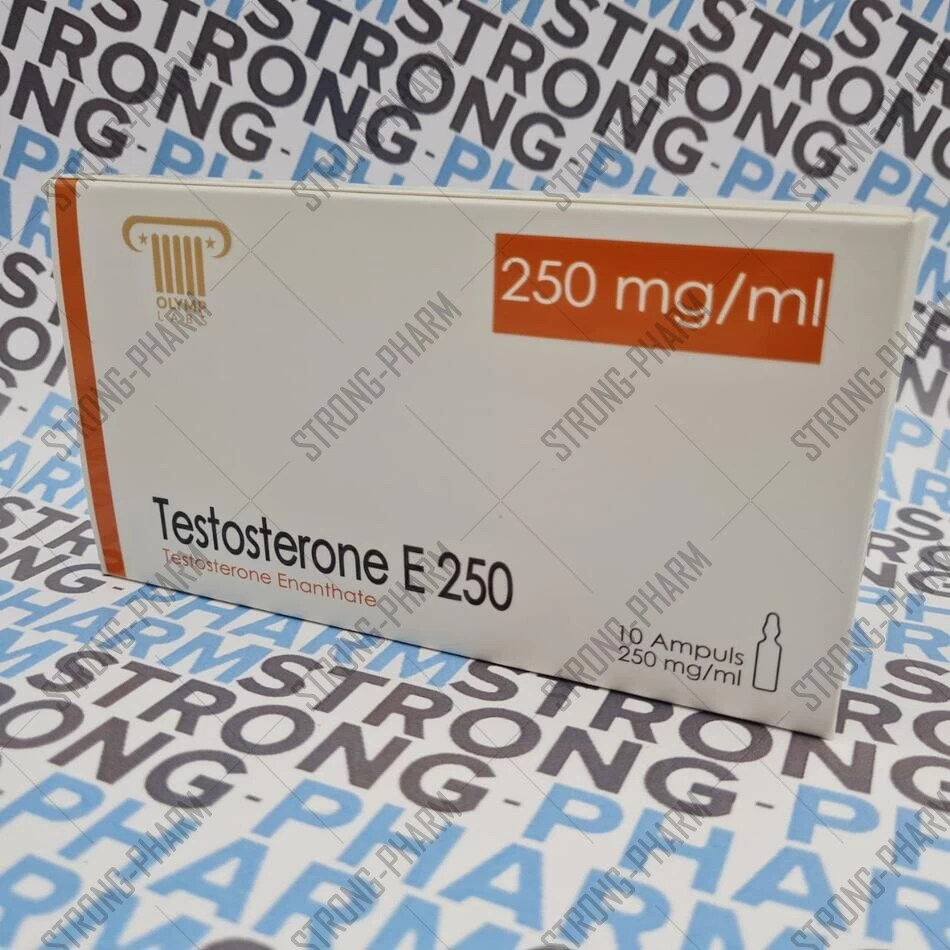 OLYMP
LABS
250 mg/ml
Testosterone E 250
Testosterone Enanthate
10 Ampuls
250 mg/ml
STRONG-PHARM